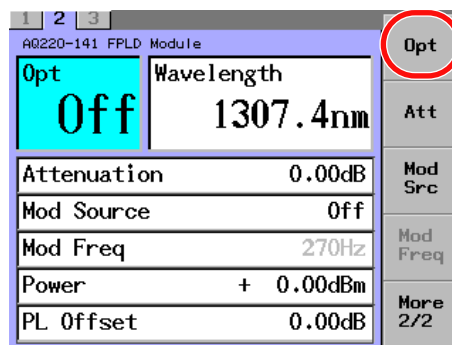 1 2 3
AQ220-141 FPLD Module
Opt
Off
Wavelength
1307.4nm
Attenuation 0.00dB
Mod Source Off
Mod Freq 270Hz
Power + 0.00dBm
PL Offset 0.00dB
Opt
Att
Mod
Src
Mod
Freq
More
2/2